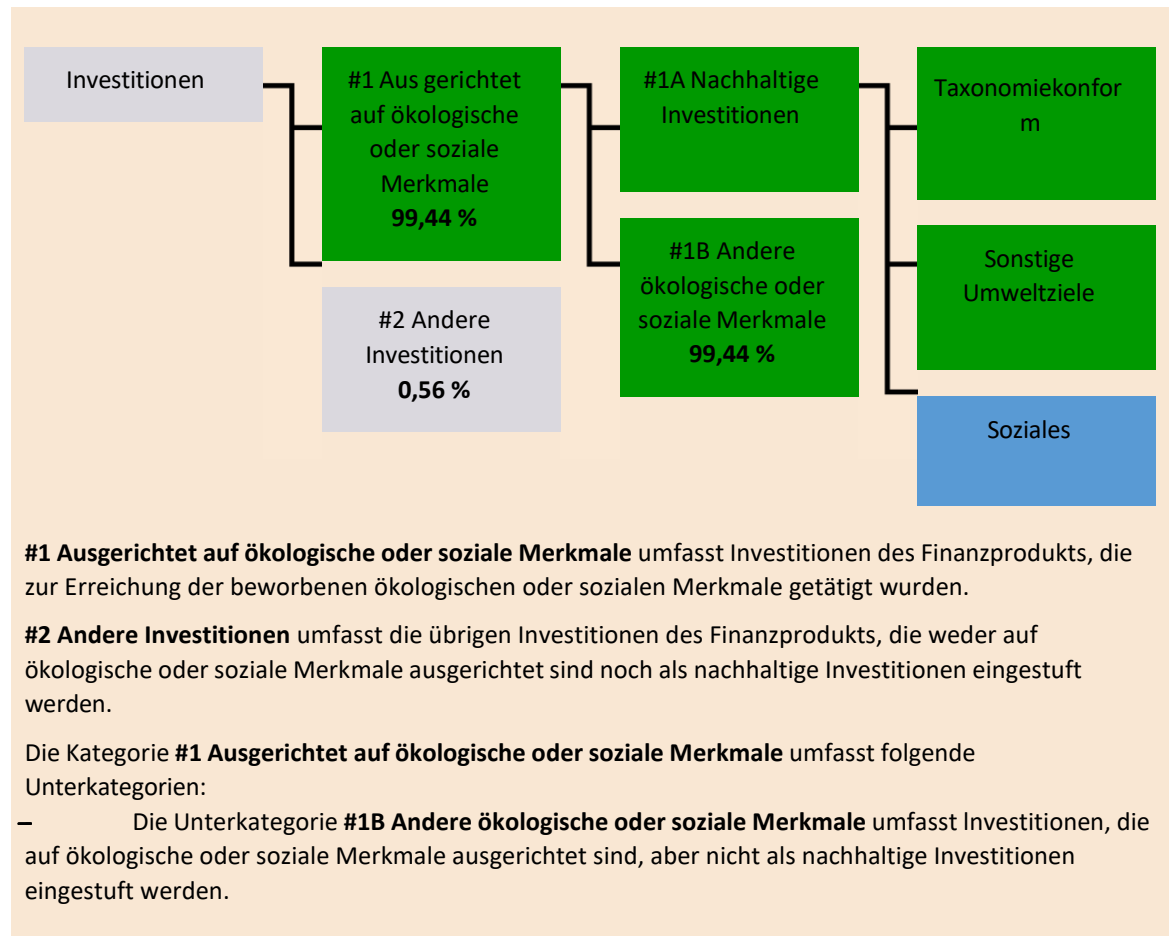 Investitionen
#1 Aus gerichtet
auf ökologische
oder soziale
Merkmale
99,44 %
#2 Andere
Investitionen
0,56 %
#1A Nachhaltige
Investitionen
#1B Andere
ökologische oder
soziale Merkmale
99,44 %
Taxonomiekonfor
m
Sonstige
Umweltziele
Soziales
#1 Ausgerichtet auf ökologische oder soziale Merkmale umfasst Investitionen des Finanzprodukts, die
zur Erreichung der beworbenen ökologischen oder sozialen Merkmale getätigt wurden.
#2 Andere Investitionen umfasst die übrigen Investitionen des Finanzprodukts, die weder auf
ökologische oder soziale Merkmale ausgerichtet sind noch als nachhaltige Investitionen eingestuft
werden.
Die Kategorie #1 Ausgerichtet auf ökologische oder soziale Merkmale umfasst folgende
Unterkategorien:
– Die Unterkategorie #1B Andere ökologische oder soziale Merkmale umfasst Investitionen, die
auf ökologische oder soziale Merkmale ausgerichtet sind, aber nicht als nachhaltige Investitionen
eingestuft werden.